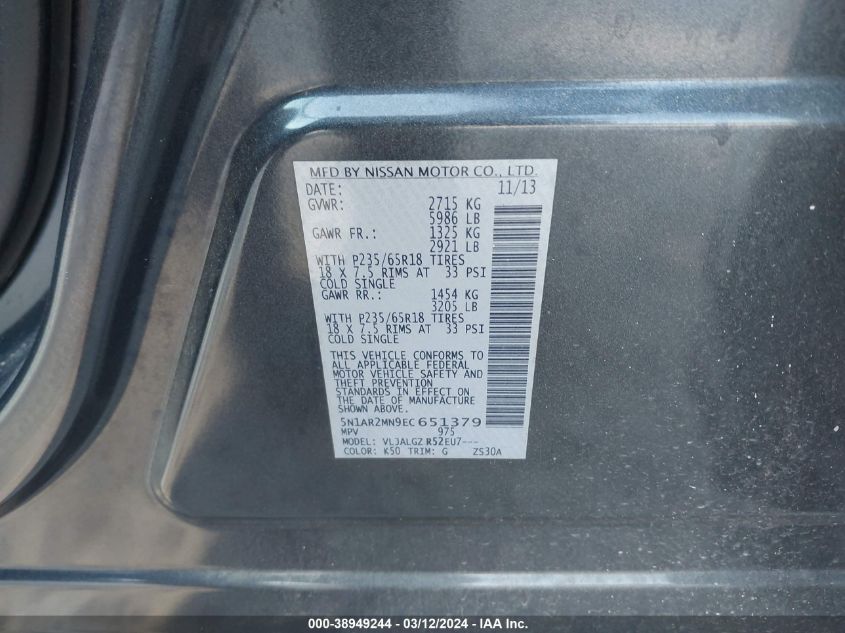 MFD BY NISSAN MOTOR CO., LTD.
DATE: 11/13
GVWR: 2715 KG
5986 LB
GAWR FR.: 1325 KG
2921 LB
WITH P235/65R18 TIRES
18 X 7.5 RIMS AT 33 PSI
COLD SINGLE
GAWR RR.: 1454 KG
3205 LB
WITH P235/65R18 TIRES
18 X 7.5 RIMS AT 33 PSI
COLD SINGLE
THIS VEHICLE CONFORMS TO
ALL APPLICABLE FEDERAL
MOTOR VEHICLE SAFETY AND
THEFT PREVENTION
STANDARDS IN EFFECT ON
THE DATE OF MANUFACTURE
SHOWN ABOVE.
5N1AR2MN9EC651379
MPV 975
MODEL: VLJALGZ R52EU7---
COLOR: K50 TRIM: G ZS30A
000-38949244 - 03/12/2024 - IAA Inc.